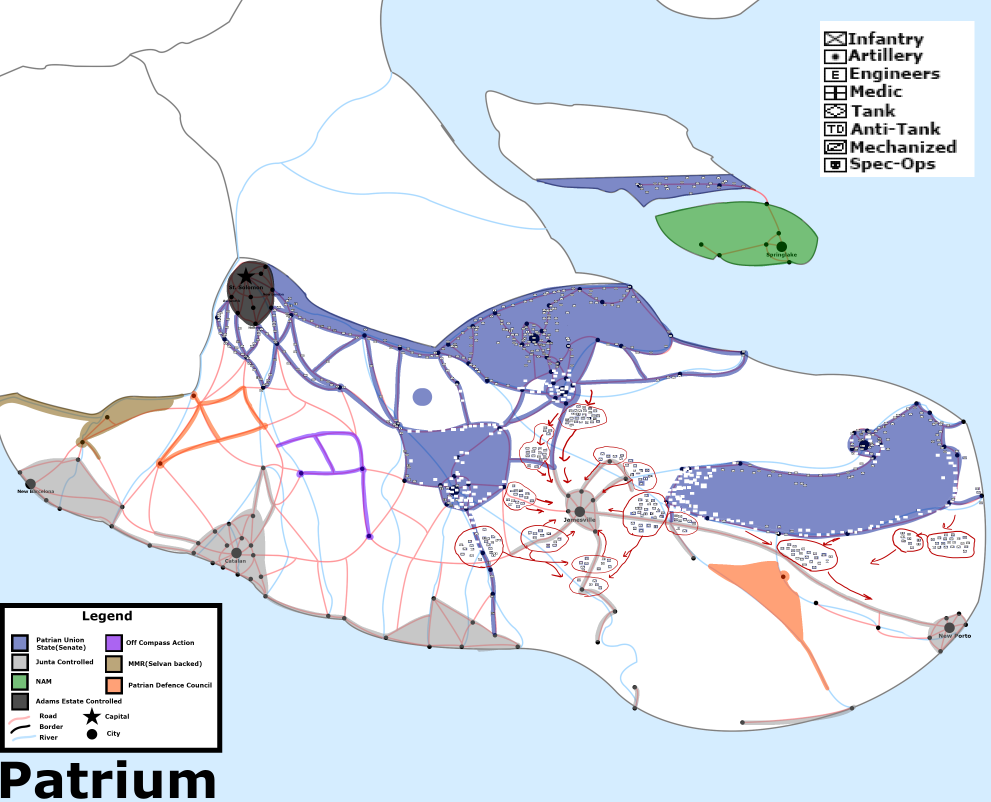 Infantry
Artillery
E Engineers
Medic
Tank
TD Anti-Tank
Mechanized
Spec-Ops
Springlake
St. Soloman
New Barcelona
Jamesville
Catalan
New Porto
Legend
Patrian Union
State(Senate)
Off Compass Action
Junta Controlled
MMR(Selvan backed)
NAM
Patrian Defence Council
Adams Estate Controlled
Road
Capital
Border
City
River
Patrium